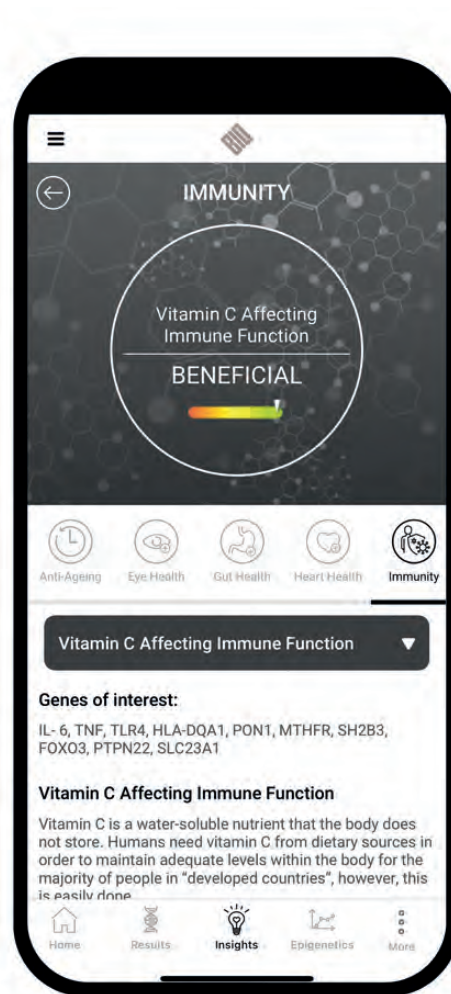 BIO
IMMUNITY
Vitamin C Affecting
Immune Function
BENEFICIAL
Anti-Ageing
Eye Health
Gut Health
Heart Health
Immunity
Vitamin C Affecting Immune Function
Genes of interest:
IL- 6, TNF, TLR4, HLA-DQA1, PON1, MTHFR, SH2B3,
FOXO3, PTPN22, SLC23A1
Vitamin C Affecting Immune Function
Vitamin C is a water-soluble nutrient that the body does
not store. Humans need vitamin C from dietary sources in
order to maintain adequate levels within the body for the
majority of people in “developed countries”, however, this
is easily done
Home
Results
Insights
Epigenetics
More